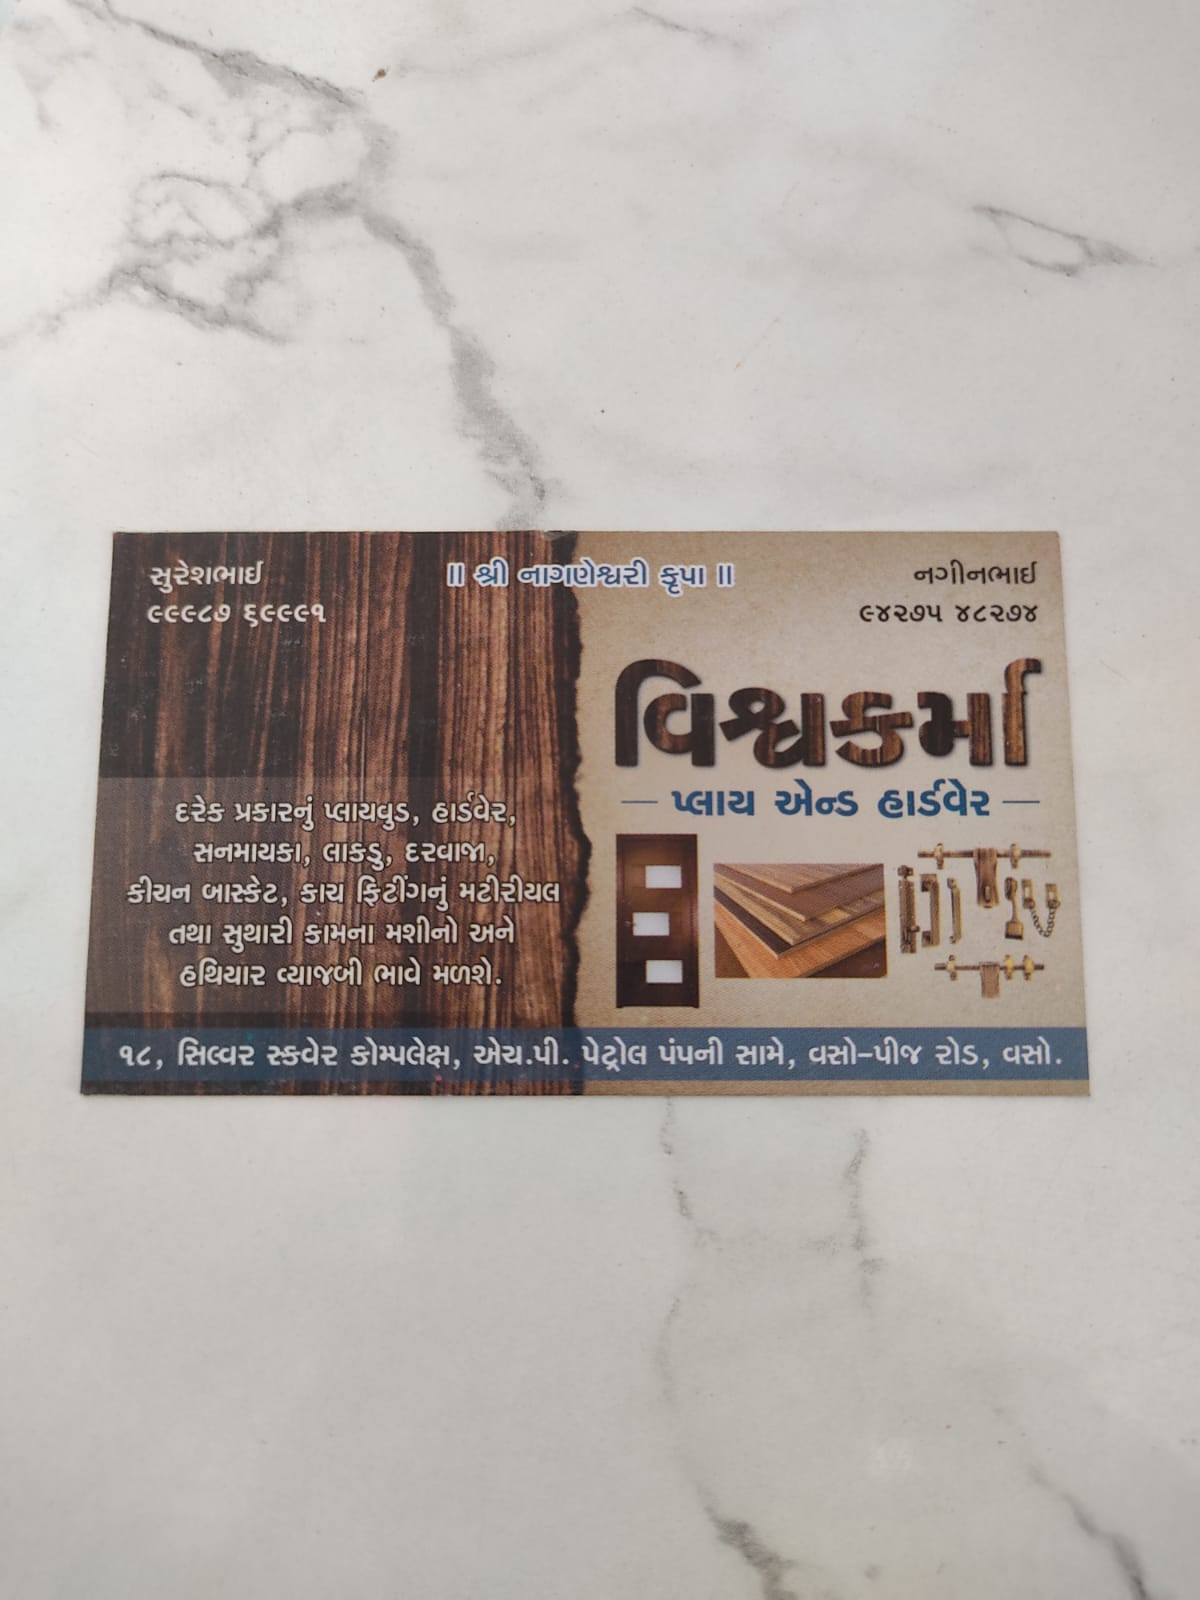 સુરેશભાઈ
૯૯૯૮૭ ૬૯૯૯૧
॥ શ્રી નાગણેશ્વરી કૃપા ॥
નગીનભાઈ
૯૪૨૭૫ ૪૮૨૭૪
વિશ્વકર્મા
પ્લાય એન્ડ હાર્ડવેર
દરેક પ્રકારનું પ્લાયવુડ, હાર્ડવેર,
સનમાયકા, લાકડુ, દરવાજા,
કીચન બાસ્કેટ, કાચ ફિટીંગનું મટીરીયલ
તથા સુથારી કામના મશીનો અને
હથિયાર વ્યાજબી ભાવે મળશે.
૧૮, સિલ્વર સ્કવેર કોમ્પલેક્ષ, એચ.પી. પેટ્રોલ પંપની સામે, વસો-પીજ રોડ, વસો.